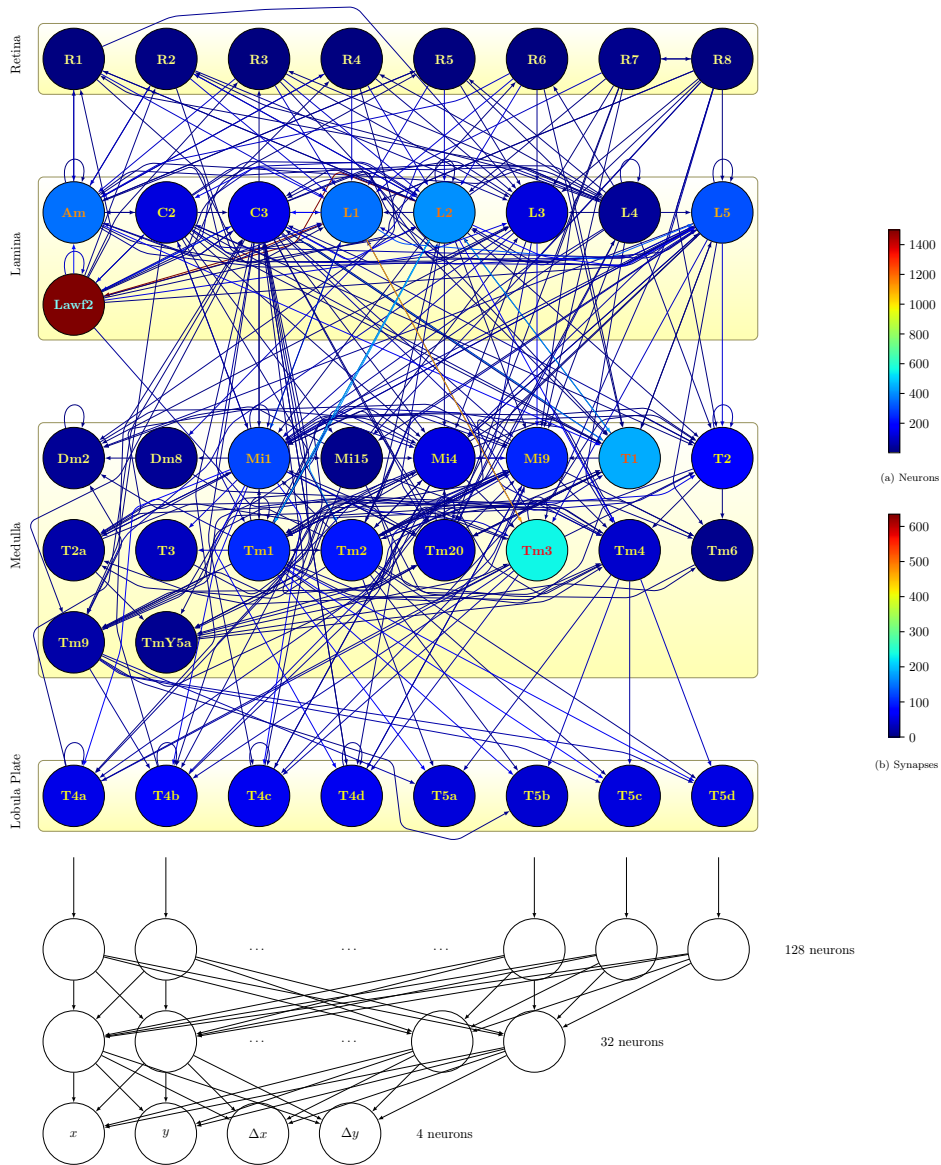 Retina
R1 R2 R3 R4 R5 R6 R7 R8
Lamina
Am C2 C3 L1 L2 L3 L4 L5
Lawf2
Medulla
Dm2 Dm8 Mi1 Mi15 Mi4 Mi9 T1 T2
T2a T3 Tm1 Tm2 Tm20 Tm3 Tm4 Tm6
Tm9 TmY5a
Lobula Plate
T4a T4b T4c T4d T5a T5b T5c T5d
1400
1200
1000
800
600
400
200
(a) Neurons
600
500
400
300
200
100
0
(b) Synapses
... ... ... 128 neurons
... ... 32 neurons
x y Δx Δy 4 neurons